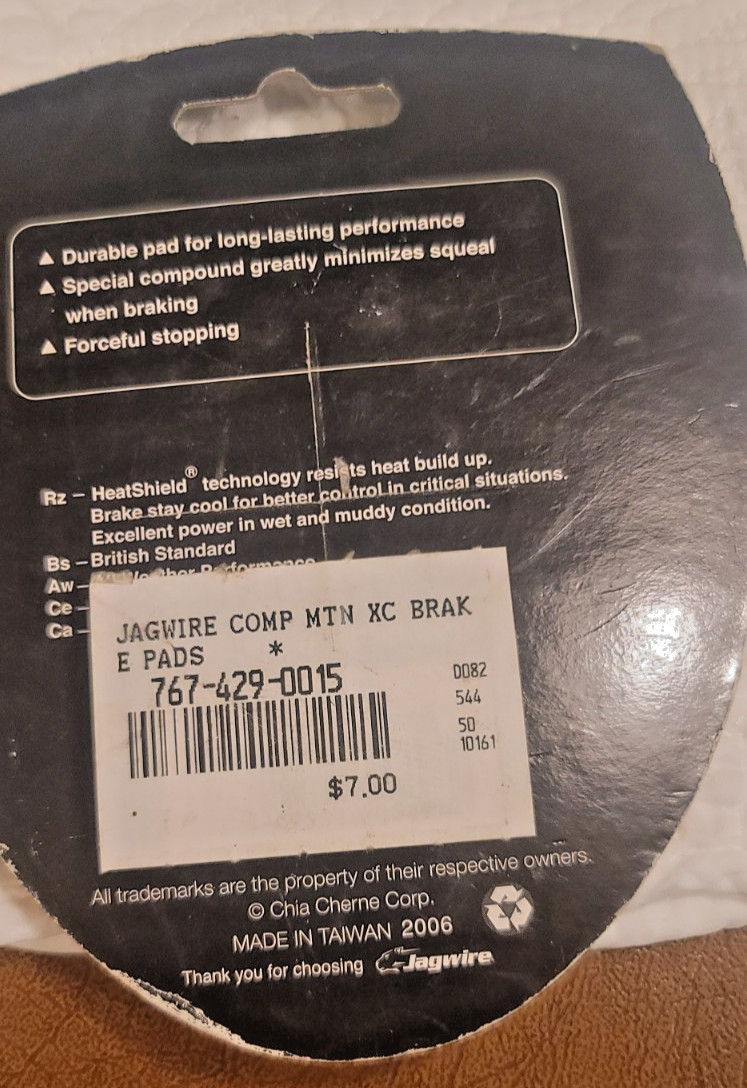 ▲ Durable pad for long-lasting performance
▲ Special compound greatly minimizes squeal
when braking
▲ Forceful stopping
Rz – HeatShield® technology resists heat build up.
Brake stay cool for better control in critical situations.
Excellent power in wet and muddy condition.
Bs – British Standard
Aw –
Ce –
Ca –
JAGWIRE COMP MTN XC BRAK
E PADS *
767-429-0015
D082
544
50
10161
$7.00
All trademarks are the property of their respective owners.
© Chia Cherne Corp.
MADE IN TAIWAN 2006
Thank you for choosing Jagwire